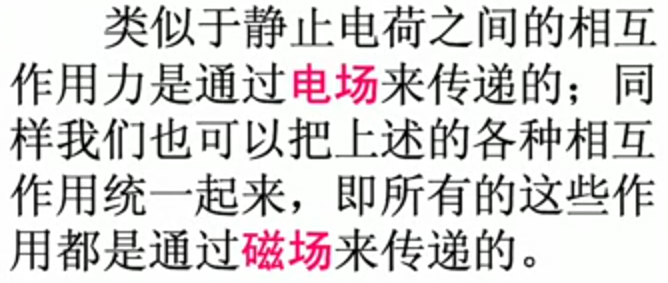 类似于静止电荷之间的相互
作用力是通过电场来传递的；同
样我们也可以把上述的各种相互
作用统一起来，即所有的这些作
用都是通过磁场来传递的。